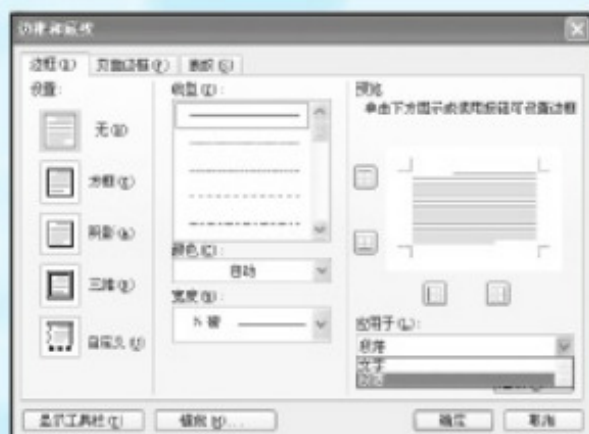 边框和底纹
边框(B) 页面边框(P) 底纹(S)
设置:
无(N)
方框(X)
阴影(A)
三维(D)
自定义(U)
线型(Y):
颜色(C):
自动
宽度(W):
½ 磅
预览
单击下方图示或使用按钮可设置边框
应用于(L):
段落
文字
段落
显示工具栏(T) 横线(H)... 确定 取消